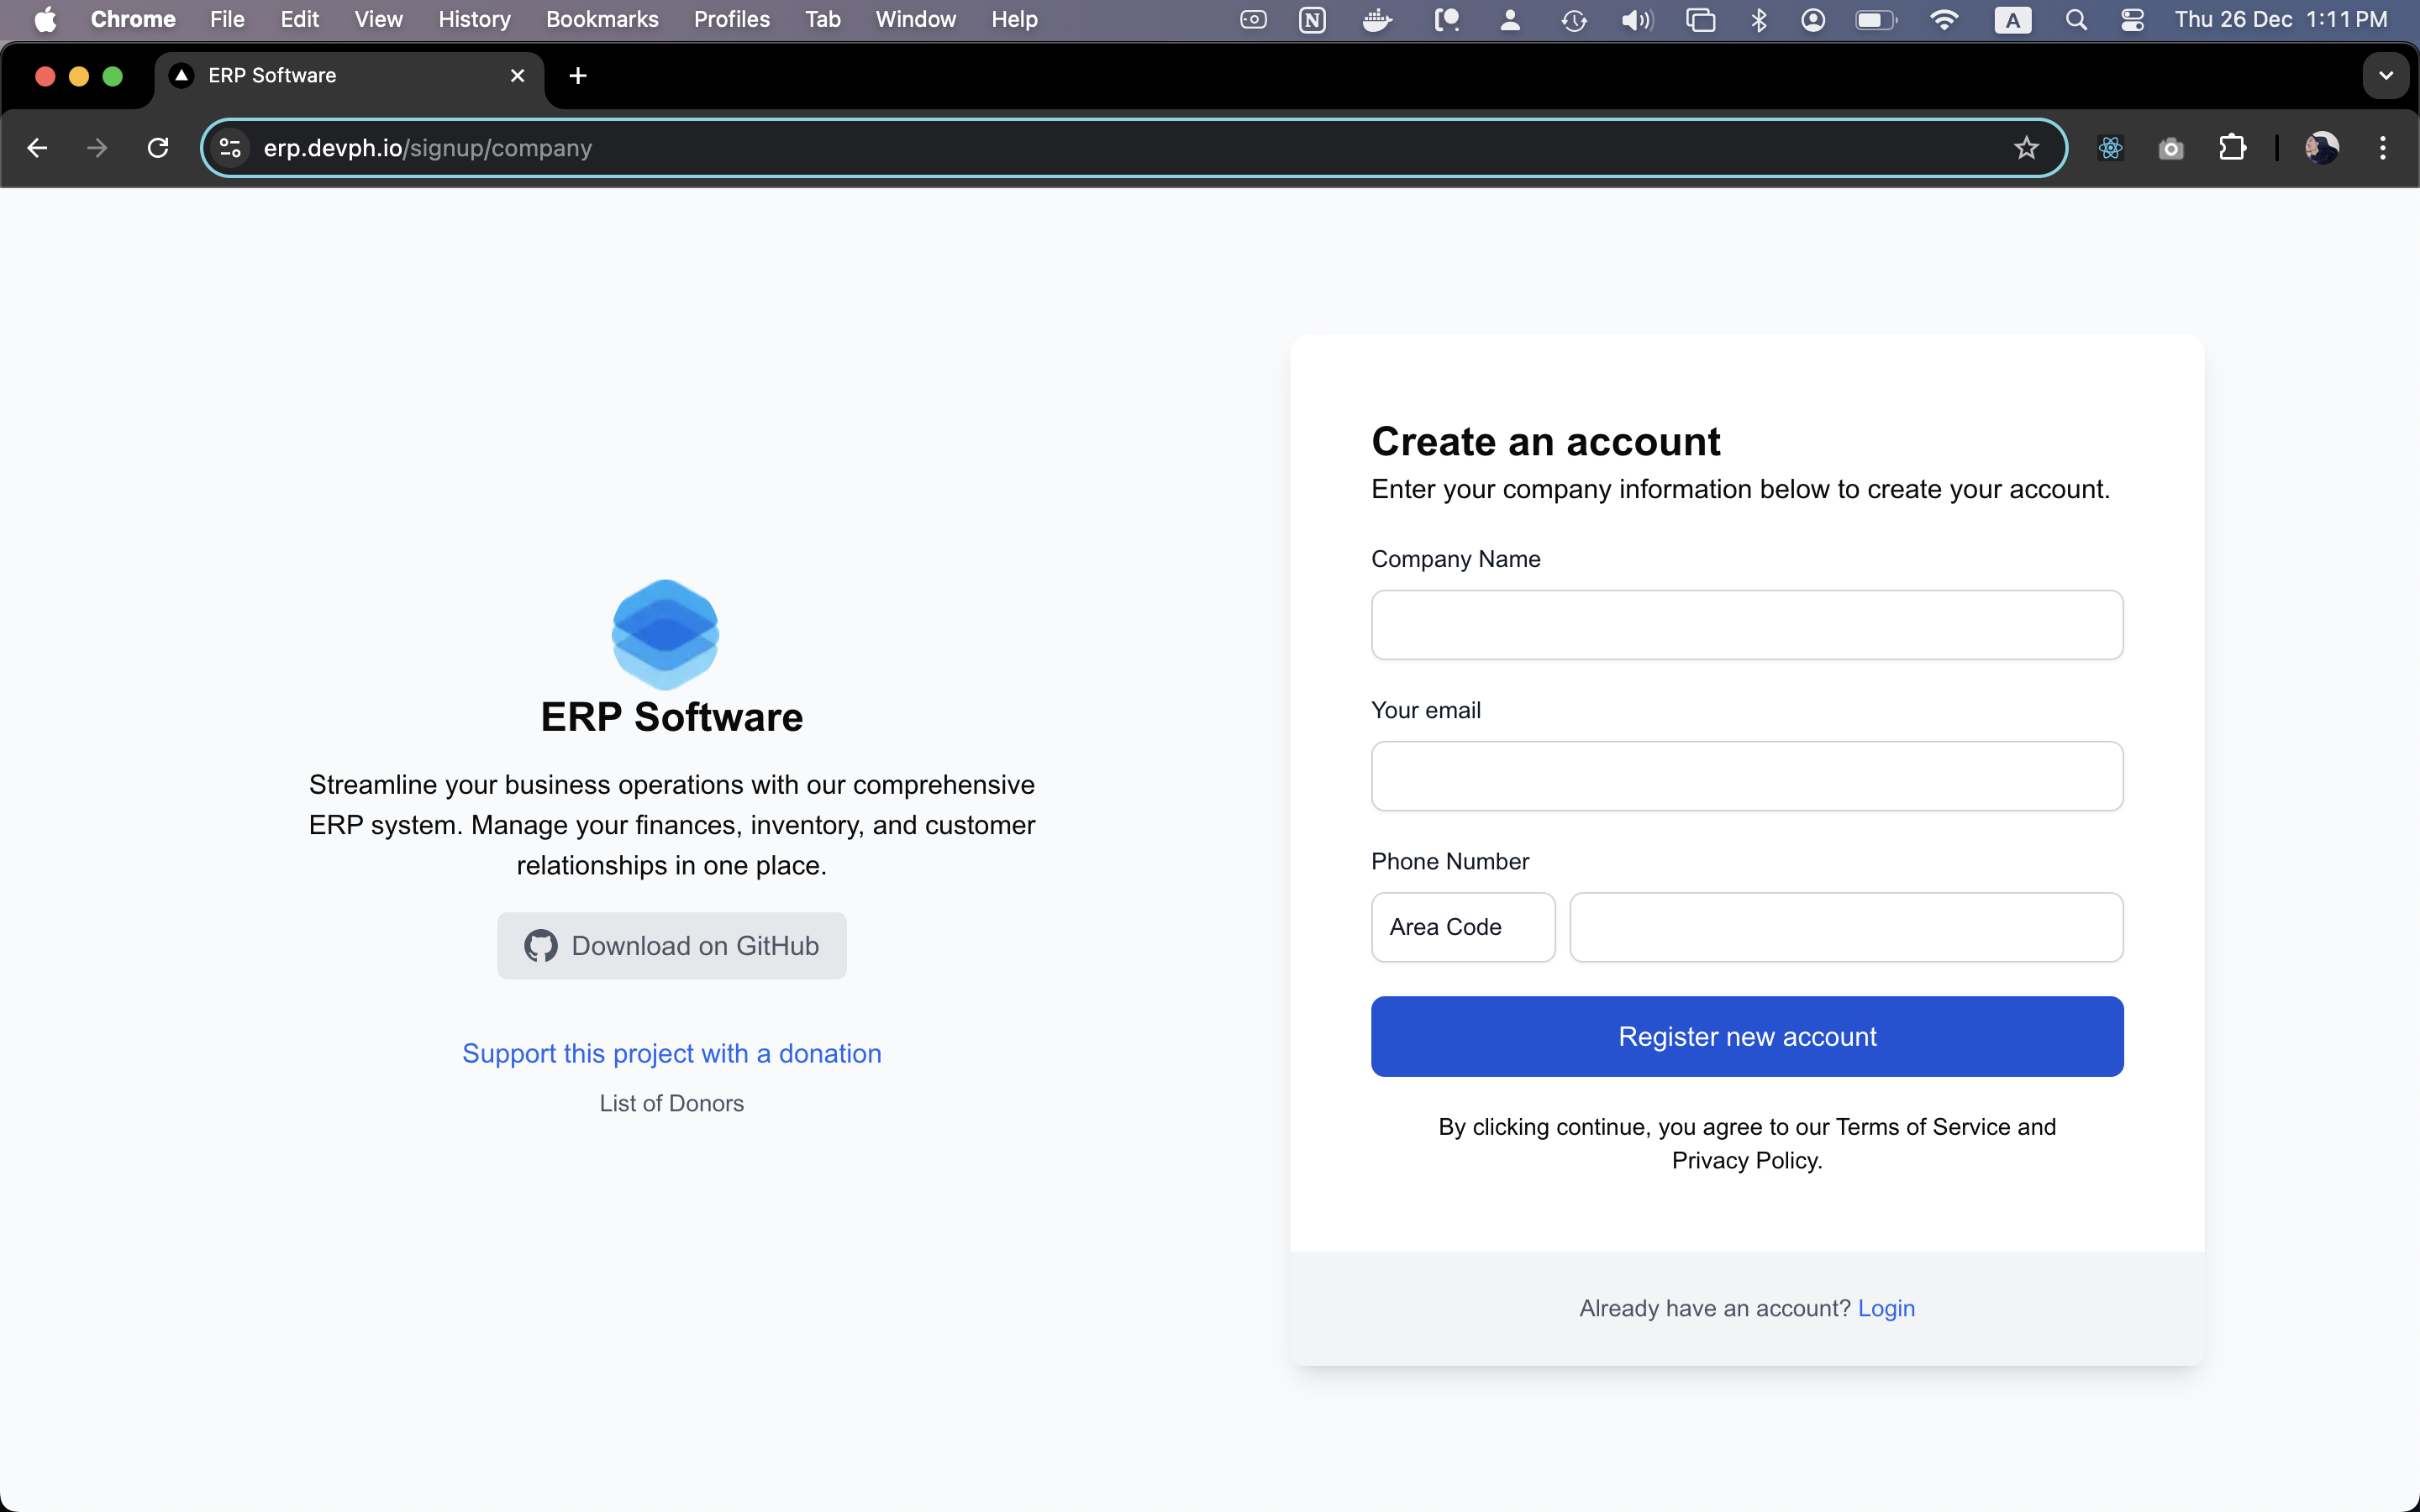 Chrome File Edit View History Bookmarks Profiles Tab Window Help N A Thu 26 Dec 1:11 PM
ERP Software
erp.devph.io/signup/company
ERP Software
Streamline your business operations with our comprehensive
ERP system. Manage your finances, inventory, and customer
relationships in one place.
Download on GitHub
Support this project with a donation
List of Donors
Create an account
Enter your company information below to create your account.
Company Name
Your email
Phone Number
Area Code
Register new account
By clicking continue, you agree to our Terms of Service and
Privacy Policy.
Already have an account? Login